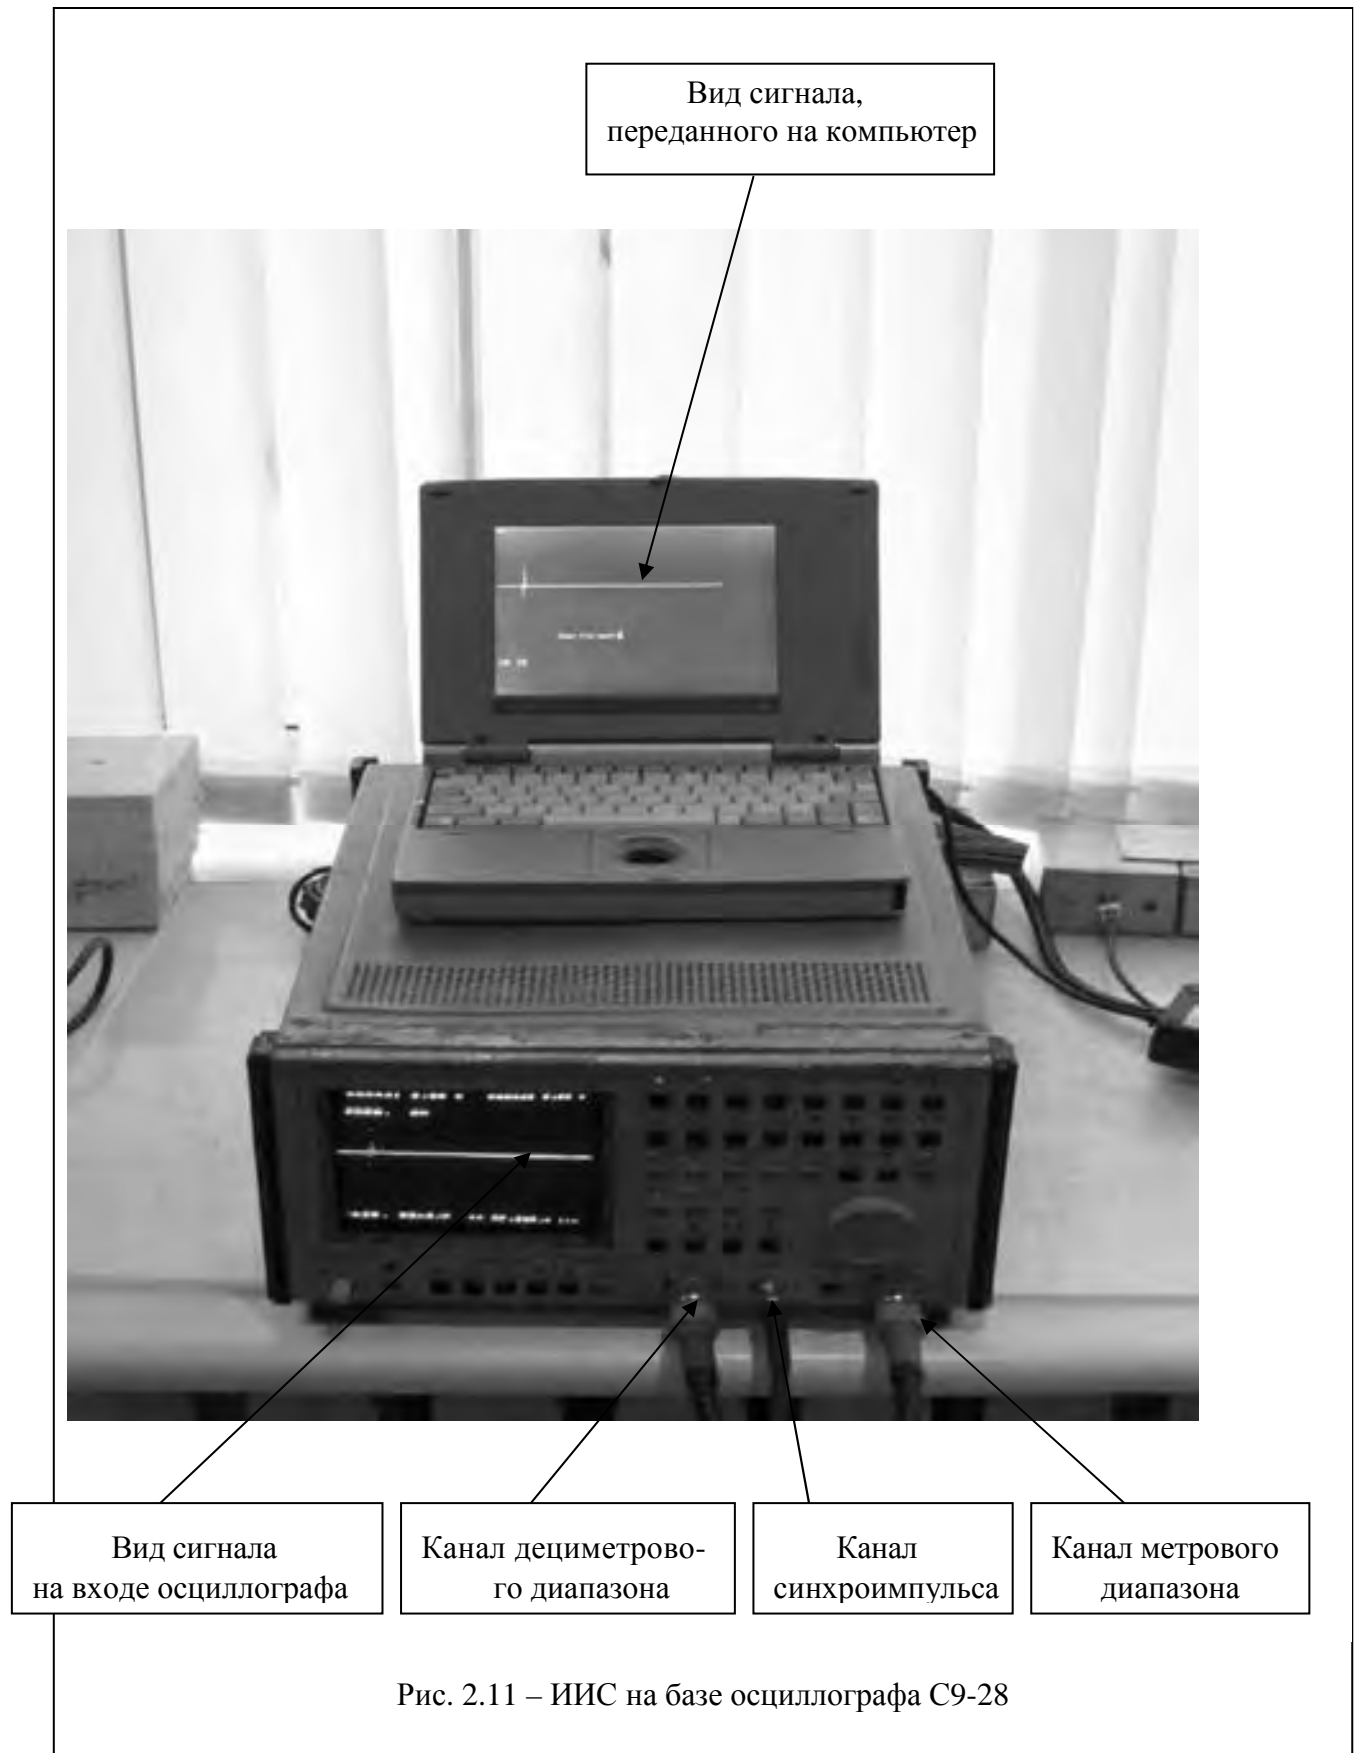 Вид сигнала,
переданного на компьютер
Вид сигнала
на входе осциллографа
Канал дециметрово-
го диапазона
Канал
синхроимпульса
Канал метрового
диапазона
Рис. 2.11 – ИИС на базе осциллографа С9-28